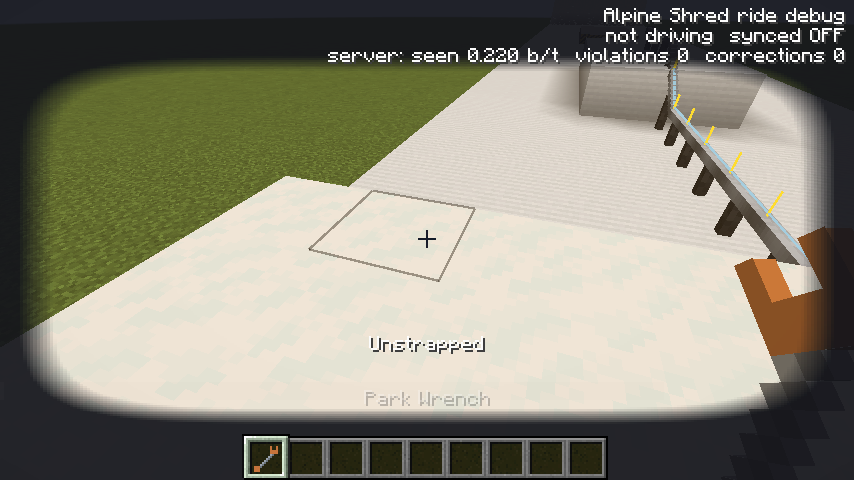 Alpine Shred ride debug
not driving synced OFF
server: seen 0.220 b/t violations 0 corrections 0
Unstrapped
Park Wrench